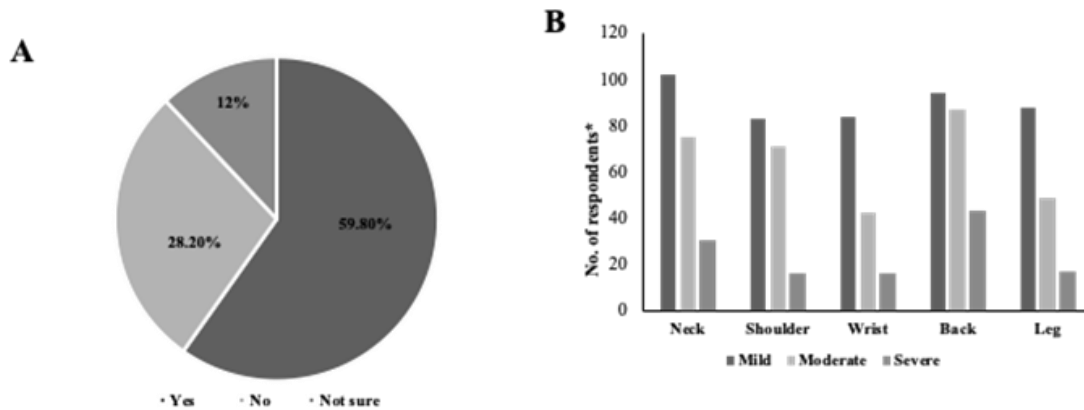 A
12%
59.80%
28.20%
Yes No Not sure
B
No. of respondents*
120
100
80
60
40
20
0
Neck Shoulder Wrist Back Leg
Mild Moderate Severe